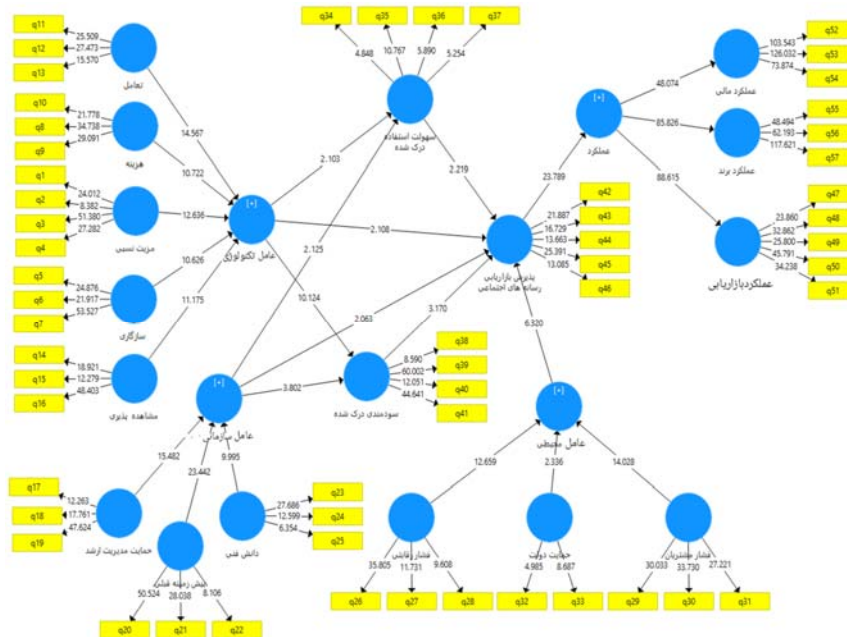 q11
25.509
q12
27.473
q13
15.570
تعامل
14.567
q10
21.778
q8
34.738
q9
29.091
هزینه
10.722
q1
24.012
q2
8.382
q3
51.380
q4
27.282
مزیت نسبی
12.636
q5
24.876
q6
21.917
q7
53.527
سازگاری
10.626
q14
18.921
q15
12.279
q16
48.403
مشاهده پذیری
11.175
[+]
عامل تکنولوژی
2.103
2.108
10.124
q34
q35
q36
q37
4.848
10.767
5.890
5.254
سهولت استفاده
درک شده
2.219
2.125
2.063
3.802
[+]
عامل سازمانی
15.482
23.442
9.995
q17
12.263
q18
17.761
q19
47.624
حمایت مدیریت ارشد
پیش زمینه قبلی
50.524
28.038
8.106
q20
q21
q22
دانش فنی
27.686
q23
12.599
q24
6.354
q25
سودمندی درک شده
3.170
8.590
q38
60.002
q39
12.051
q40
44.641
q41
پذیرش بازاریابی
رسانه های اجتماعی
21.887
q42
16.729
q43
13.663
q44
25.391
q45
13.085
q46
23.789
6.320
[+]
عملکرد
48.074
85.826
88.615
عملکرد مالی
103.543
q52
126.032
q53
73.874
q54
عملکرد برند
48.494
q55
62.193
q56
117.621
q57
عملکردبازاریابی
23.860
q47
32.862
q48
25.800
q49
45.791
q50
34.238
q51
[+]
عامل محیطی
12.659
2.336
14.028
فشار رقابتی
35.805
11.731
9.608
q26
q27
q28
حمایت دولت
4.985
8.687
q32
q33
فشار مشتریان
30.033
33.730
27.221
q29
q30
q31